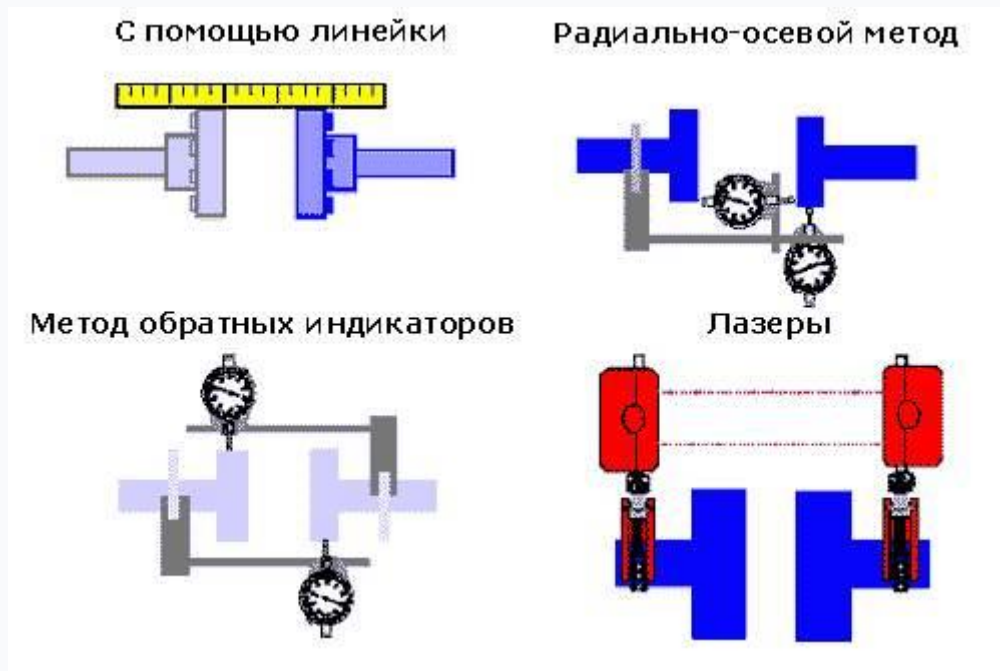 С помощью линейки
Радиально-осевой метод
Метод обратных индикаторов
Лазеры